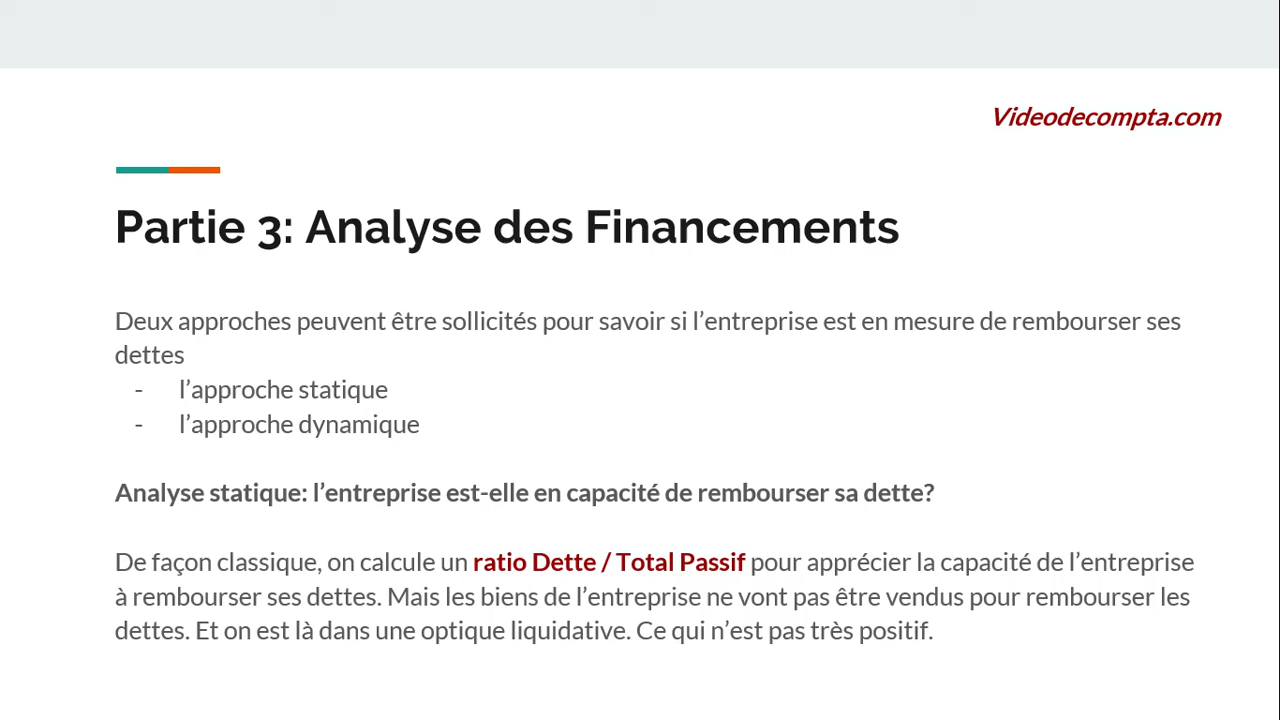 Videodecompta.com
Partie 3: Analyse des Financements
Deux approches peuvent être sollicités pour savoir si l’entreprise est en mesure de rembourser ses
dettes
- l’approche statique
- l’approche dynamique
Analyse statique: l’entreprise est-elle en capacité de rembourser sa dette?
De façon classique, on calcule un ratio Dette / Total Passif pour apprécier la capacité de l’entreprise
à rembourser ses dettes. Mais les biens de l’entreprise ne vont pas être vendus pour rembourser les
dettes. Et on est là dans une optique liquidative. Ce qui n’est pas très positif.